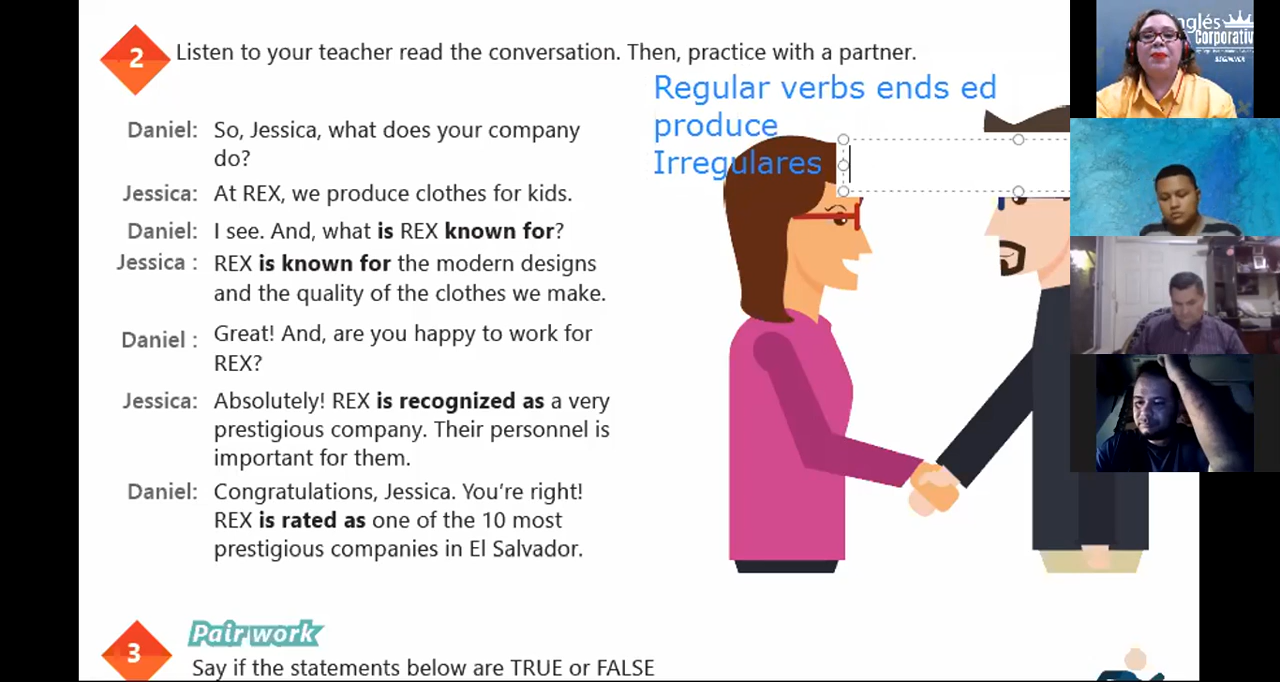 2
Listen to your teacher read the conversation. Then, practice with a partner.
Regular verbs ends ed
produce
Irregulares
Daniel: So, Jessica, what does your company
do?
Jessica: At REX, we produce clothes for kids.
Daniel: I see. And, what is REX known for?
Jessica : REX is known for the modern designs
and the quality of the clothes we make.
Daniel : Great! And, are you happy to work for
REX?
Jessica: Absolutely! REX is recognized as a very
prestigious company. Their personnel is
important for them.
Daniel: Congratulations, Jessica. You're right!
REX is rated as one of the 10 most
prestigious companies in El Salvador.
3
Pair work
Say if the statements below are TRUE or FALSE
Inglés
Corporativ